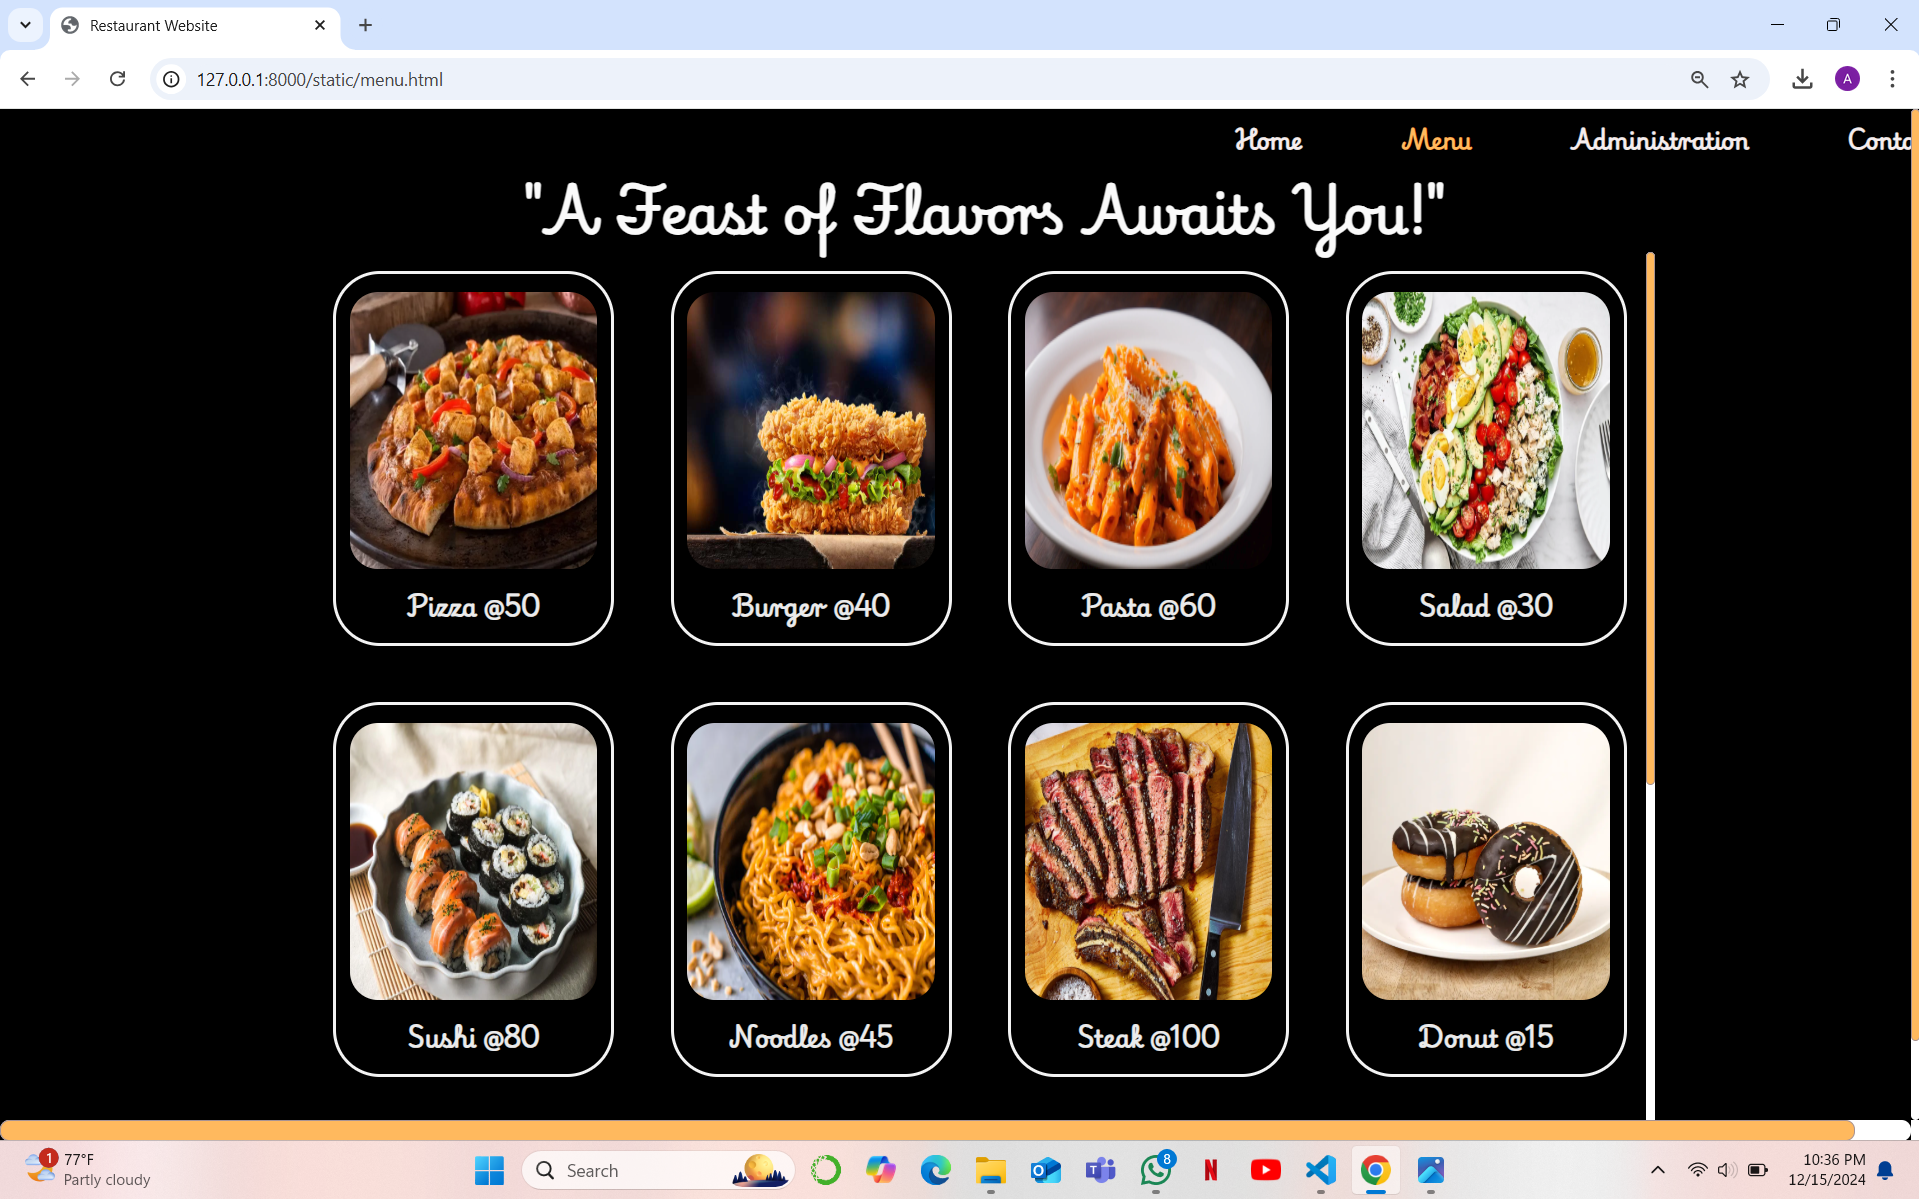 Restaurant Website
127.0.0.1:8000/static/menu.html
A
Home Menu Administration Conta
"A Feast of Flavors Awaits You!"
Pizza @50 Burger @40 Pasta @60 Salad @30
Sushi @80 Noodles @45 Steak @100 Donut @15
1 77°F
Partly cloudy
Search
8
N
10:36 PM
12/15/2024